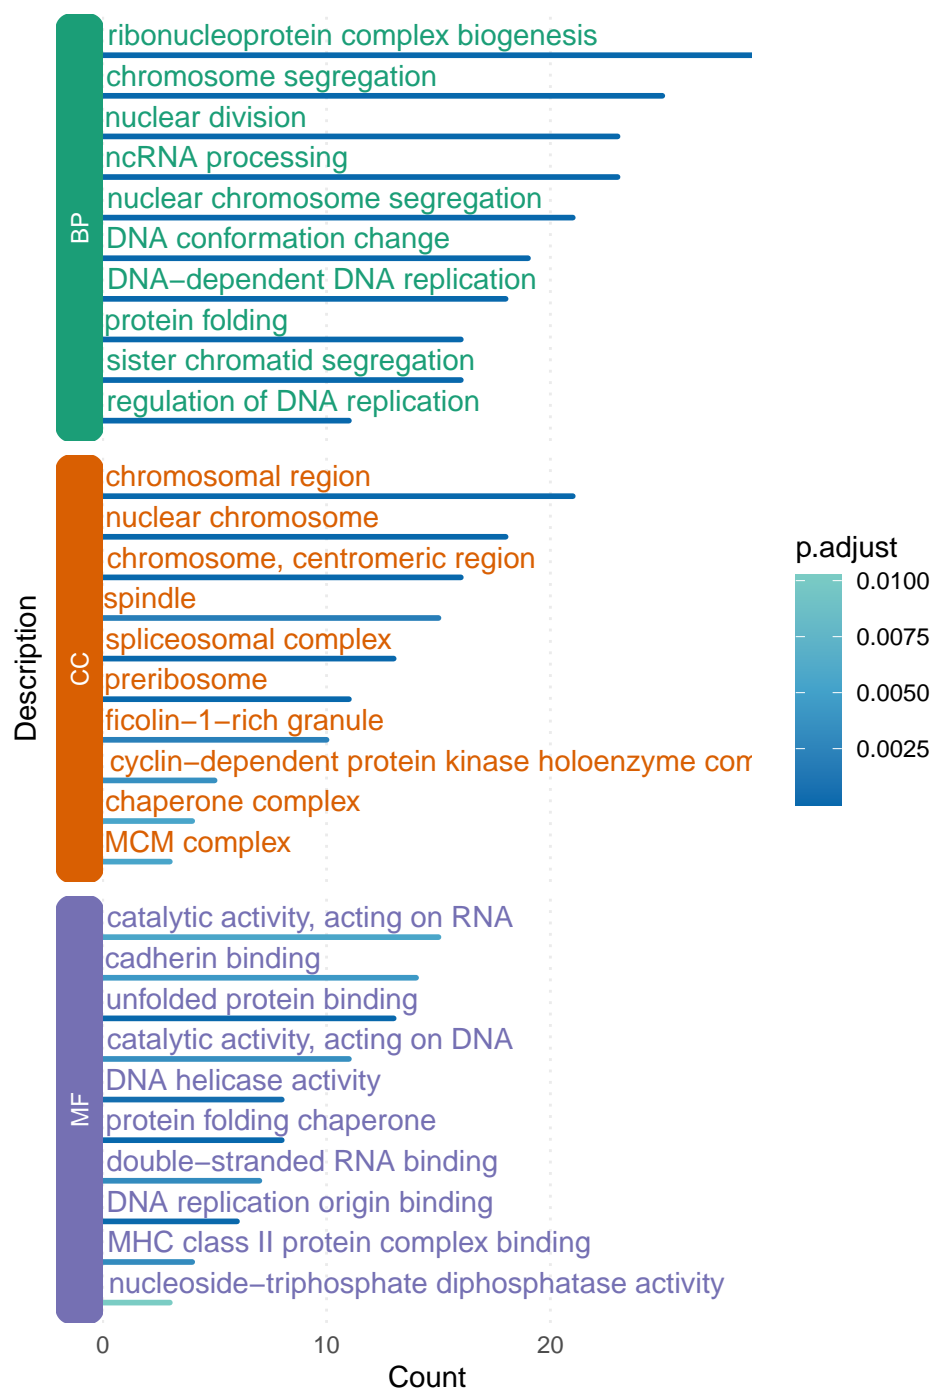 ribonucleoprotein complex biogenesis
chromosome segregation
nuclear division
ncRNA processing
nuclear chromosome segregation
DNA conformation change
DNA−dependent DNA replication
protein folding
sister chromatid segregation
regulation of DNA replication
BP
chromosomal region
nuclear chromosome
chromosome, centromeric region
spindle
spliceosomal complex
preribosome
ficolin−1−rich granule
cyclin−dependent protein kinase holoenzyme com
chaperone complex
MCM complex
CC
catalytic activity, acting on RNA
cadherin binding
unfolded protein binding
catalytic activity, acting on DNA
DNA helicase activity
protein folding chaperone
double−stranded RNA binding
DNA replication origin binding
MHC class II protein complex binding
nucleoside−triphosphate diphosphatase activity
MF
Description
0 10 20
Count
p.adjust
0.0100
0.0075
0.0050
0.0025